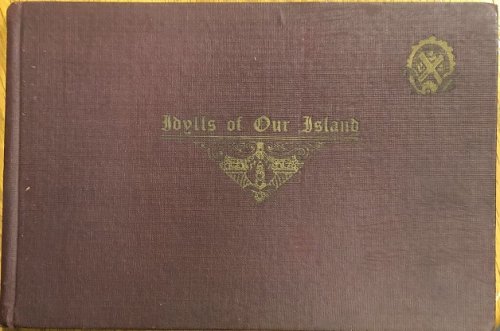 Idylls of Our Island